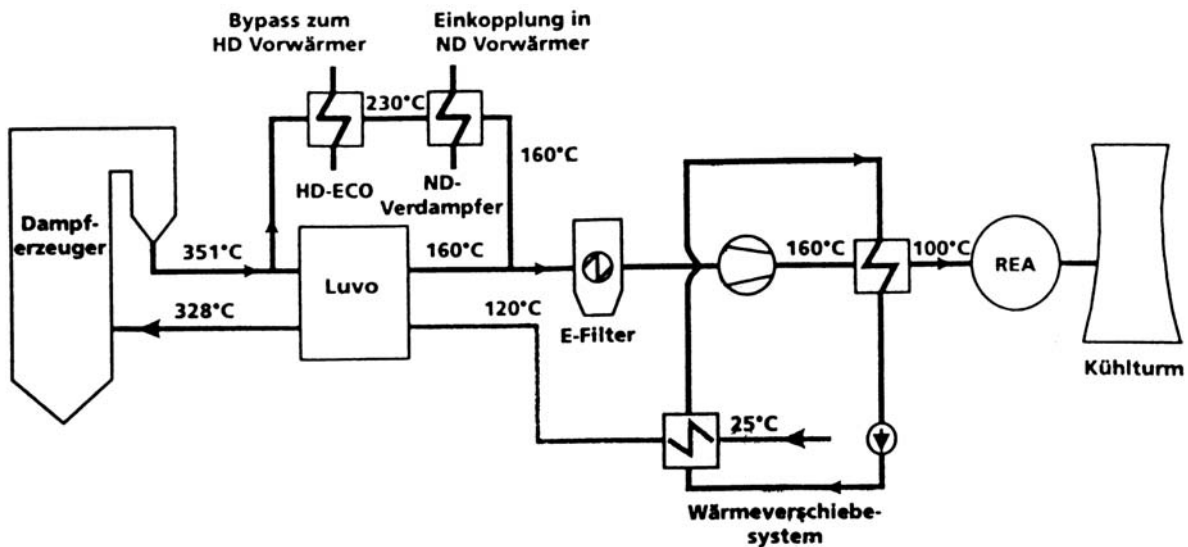 Bypass zum
HD Vorwärmer
Einkopplung in
ND Vorwärmer
230°C
160°C
HD-ECO
ND-
Verdampfer
Dampf-
erzeuger
351°C
Luvo
160°C
328°C
120°C
E-Filter
160°C
100°C
REA
Kühlturm
25°C
Wärmeverschiebe-
system